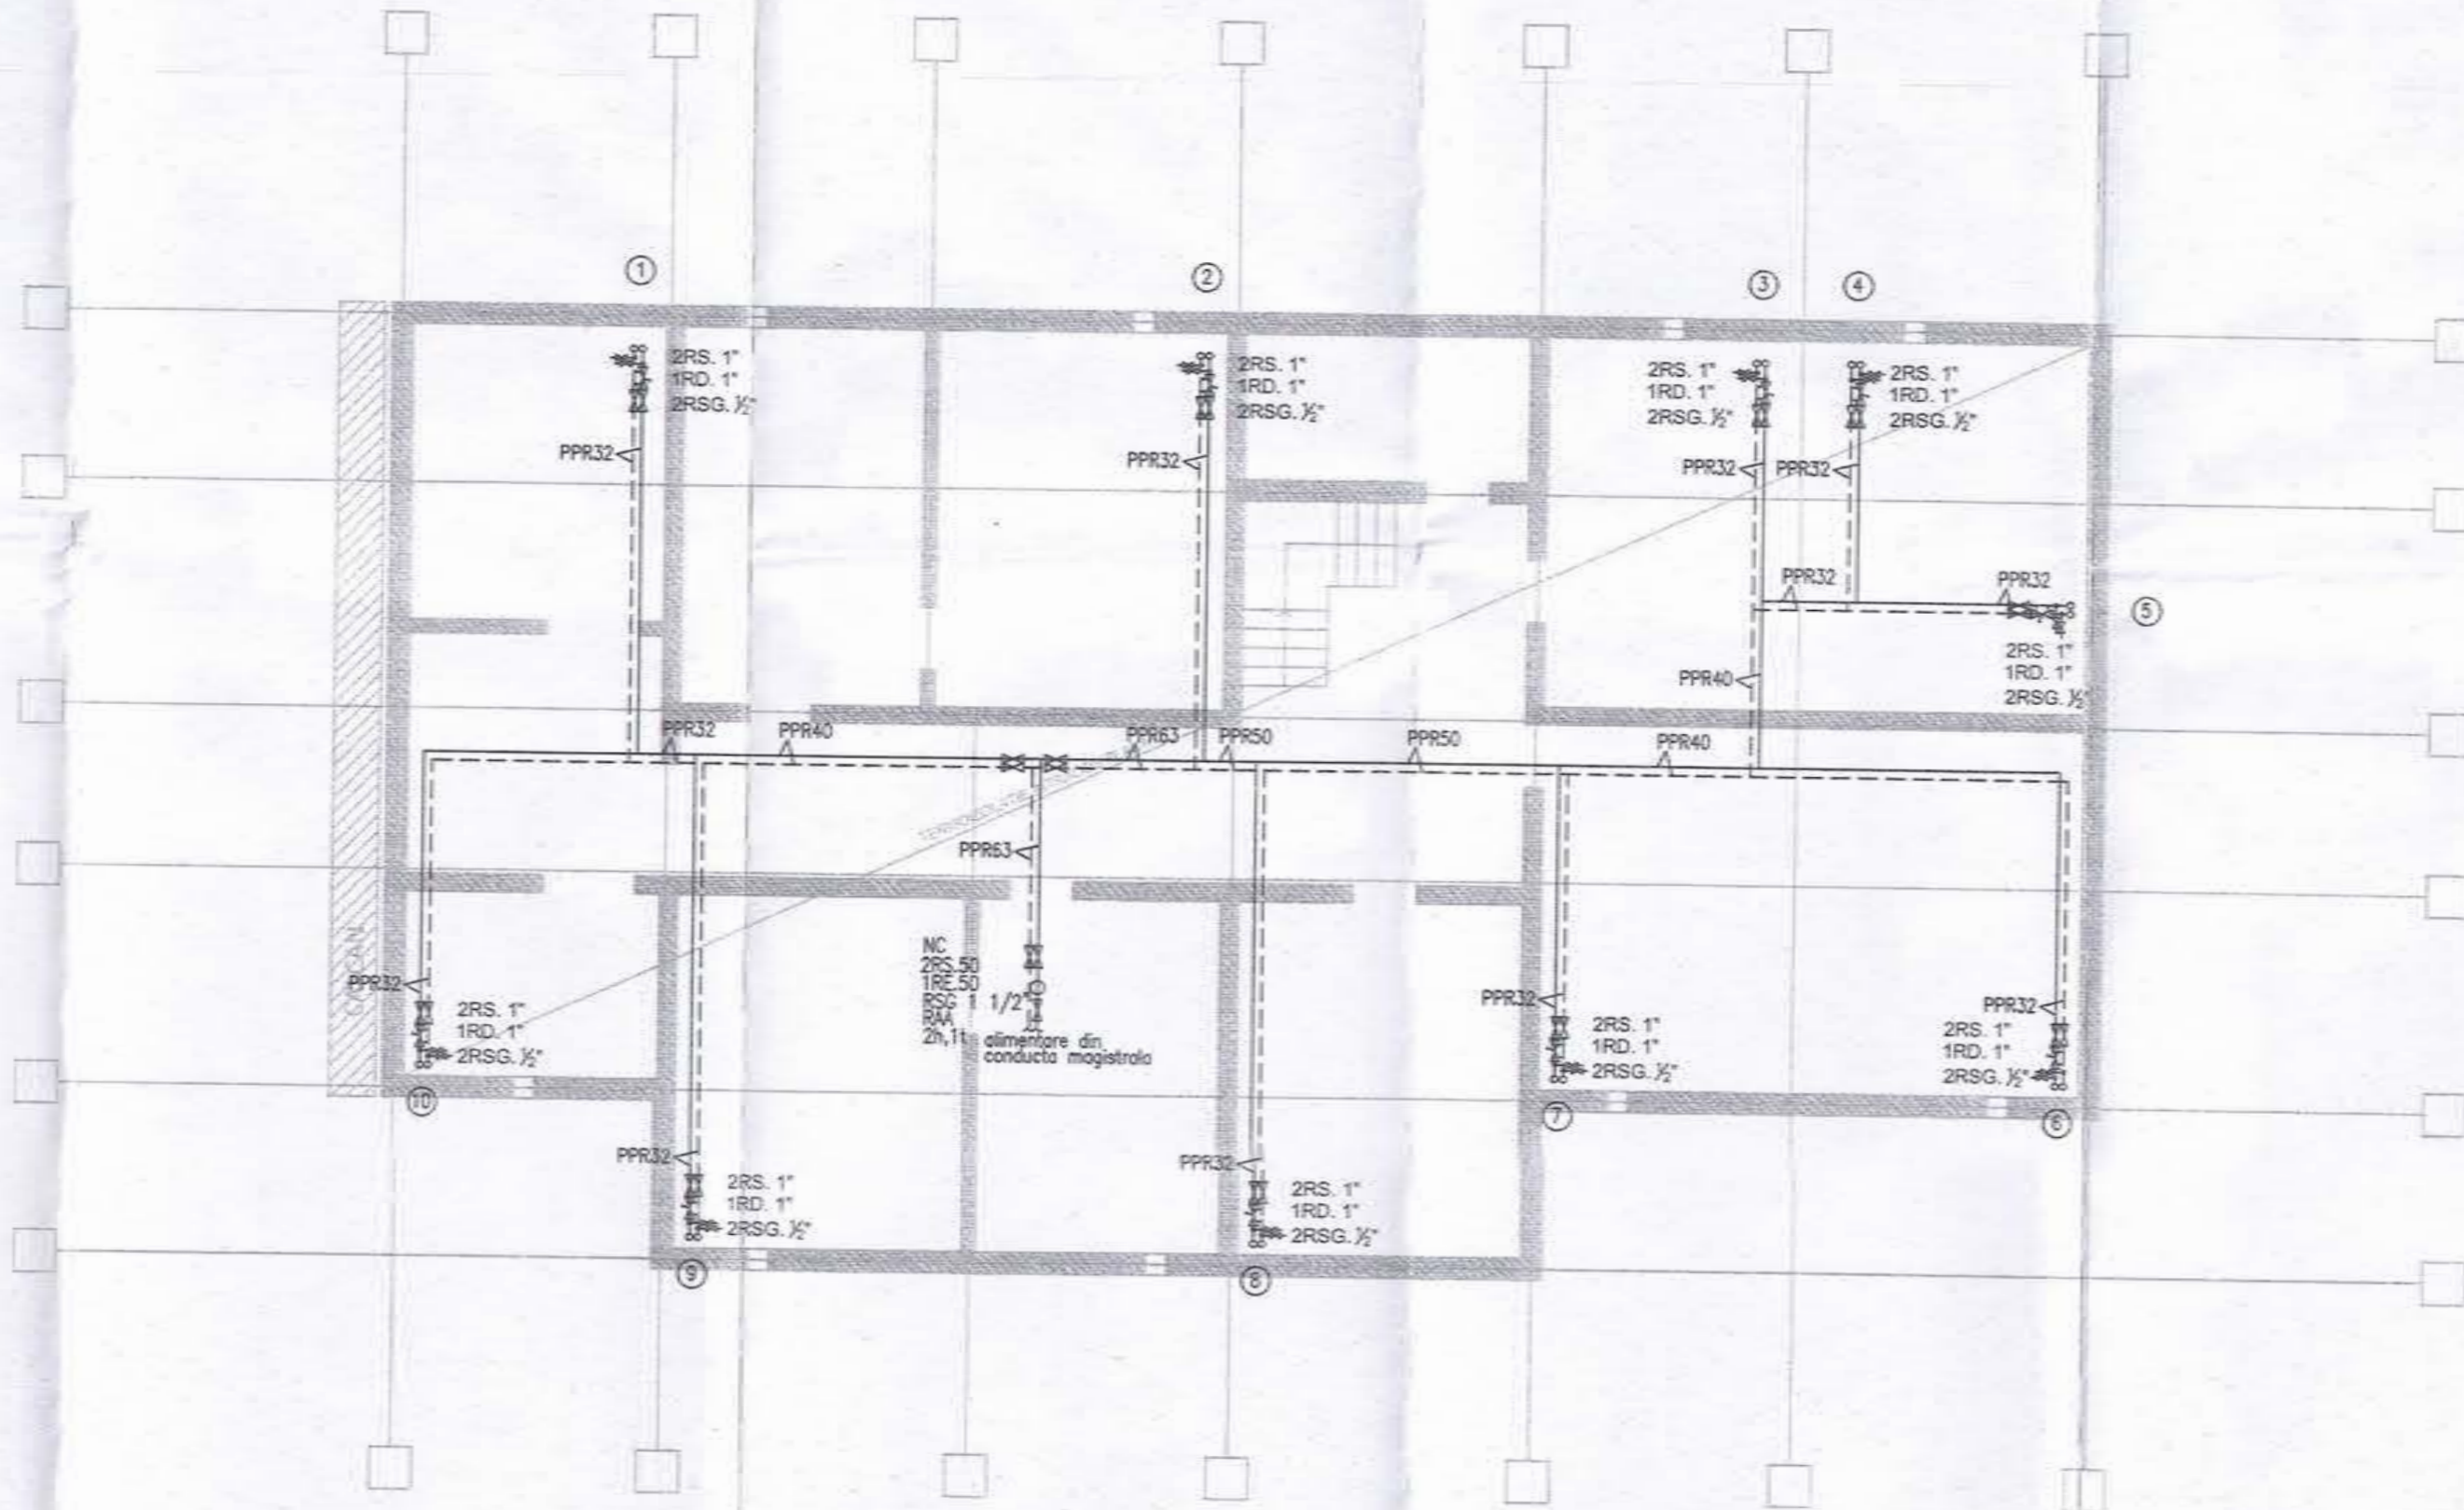 1
2
3
4
2RS. 1"
1RD. 1"
2RSG. ½"
2RS. 1"
1RD. 1"
2RSG. ½"
2RS. 1"
1RD. 1"
2RSG. ½"
2RS. 1"
1RD. 1"
2RSG. ½"
PPR32
PPR32
PPR32
PPR32
PPR32
PPR32
5
2RS. 1"
1RD. 1"
2RSG. ½"
PPR40
PPR32
PPR40
PPR63
PPR50
PPR50
PPR40
PPR63
NC
2RS.50
1RE.50
RSG 1 1/2"
RAA
2h,1t
alimentare din
conducta magistrala
PPR32
2RS. 1"
1RD. 1"
2RSG. ½"
10
PPR32
2RS. 1"
1RD. 1"
2RSG. ½"
7
PPR32
2RS. 1"
1RD. 1"
2RSG. ½"
6
PPR32
2RS. 1"
1RD. 1"
2RSG. ½"
9
PPR32
2RS. 1"
1RD. 1"
2RSG. ½"
8